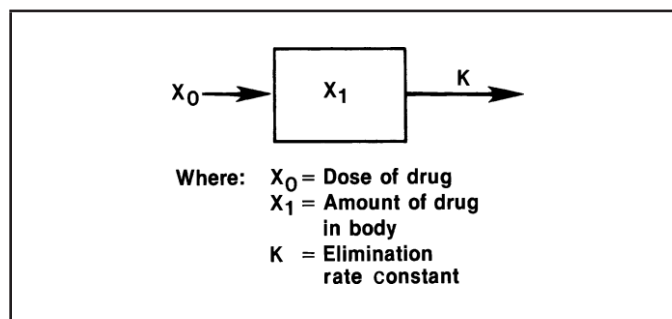 X0 X1 K
Where: X0 = Dose of drug
X1 = Amount of drug
in body
K = Elimination
rate constant